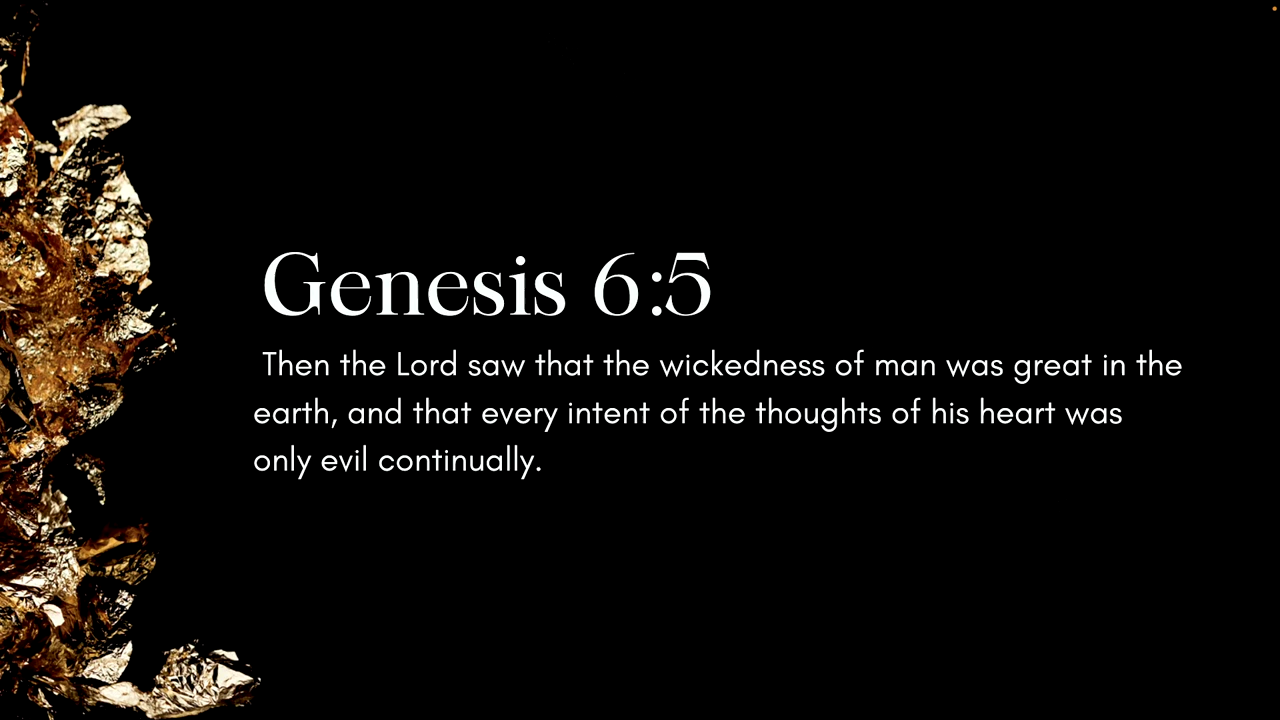 Genesis 6:5
Then the Lord saw that the wickedness of man was great in the
earth, and that every intent of the thoughts of his heart was
only evil continually.